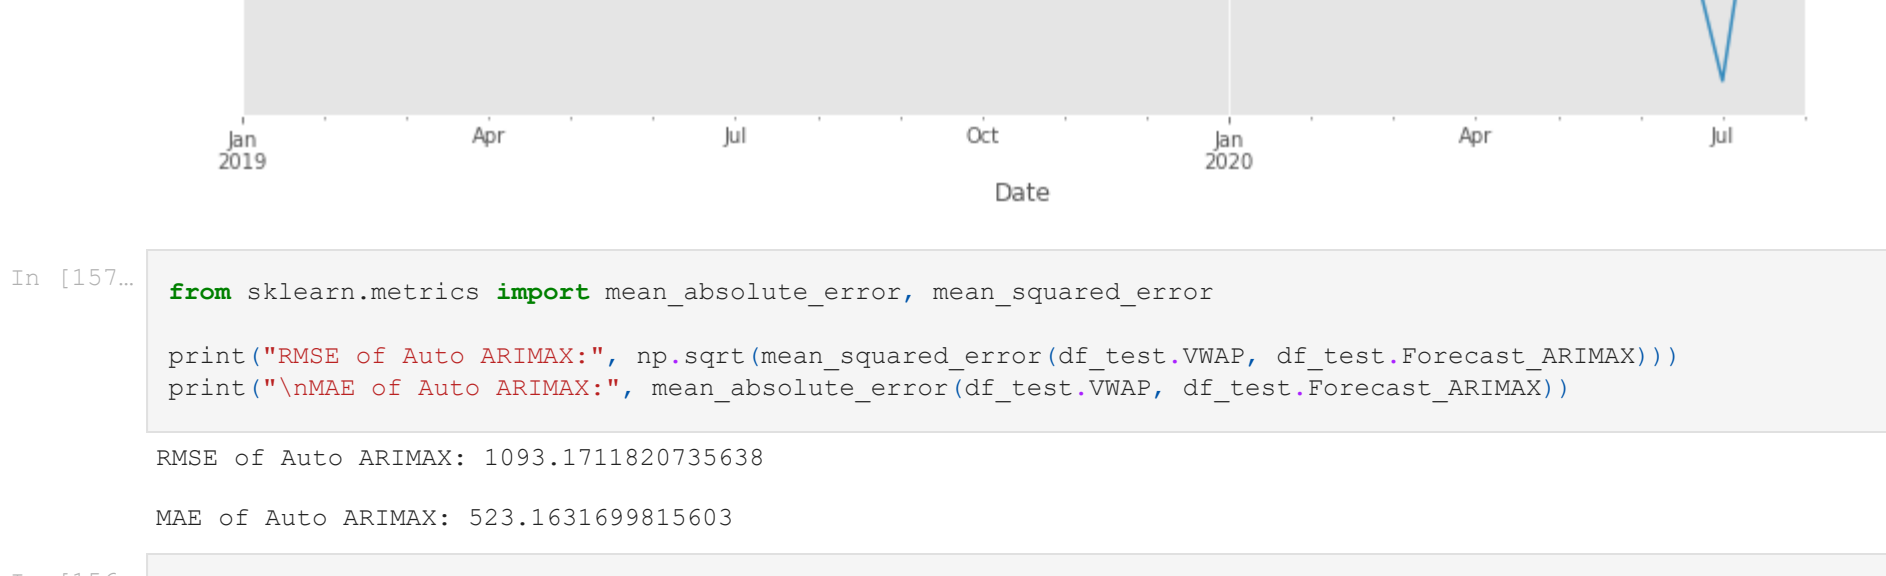 Jan Apr Jul Oct Jan Apr Jul
2019 2020
Date
In [157…
from sklearn.metrics import mean_absolute_error, mean_squared_error
print("RMSE of Auto ARIMAX:", np.sqrt(mean_squared_error(df_test.VWAP, df_test.Forecast_ARIMAX)))
print("\nMAE of Auto ARIMAX:", mean_absolute_error(df_test.VWAP, df_test.Forecast_ARIMAX))
RMSE of Auto ARIMAX: 1093.1711820735638
MAE of Auto ARIMAX: 523.1631699815603